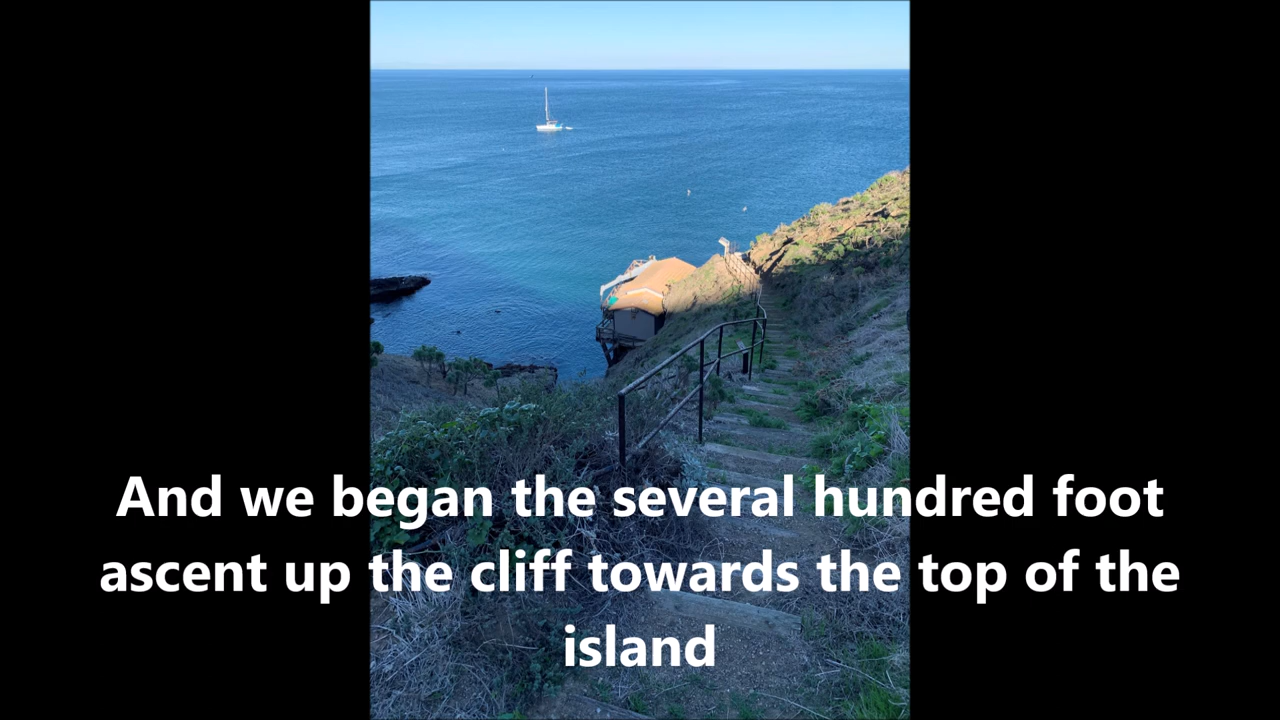 And we began the several hundred foot
ascent up the cliff towards the top of the
island